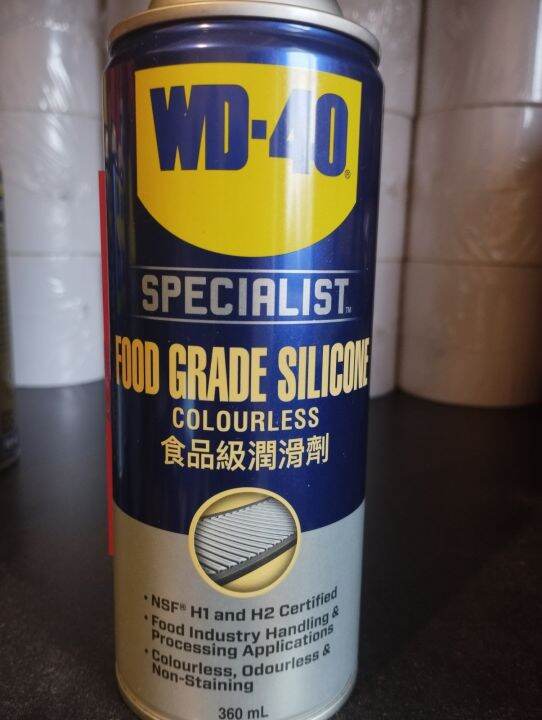 WD-40®
SPECIALIST™
FOOD GRADE SILICONE
COLOURLESS
食品級潤滑劑
• NSF® H1 and H2 Certified
• Food Industry Handling &
Processing Applications
• Colourless, Odourless &
Non-Staining
360 mL